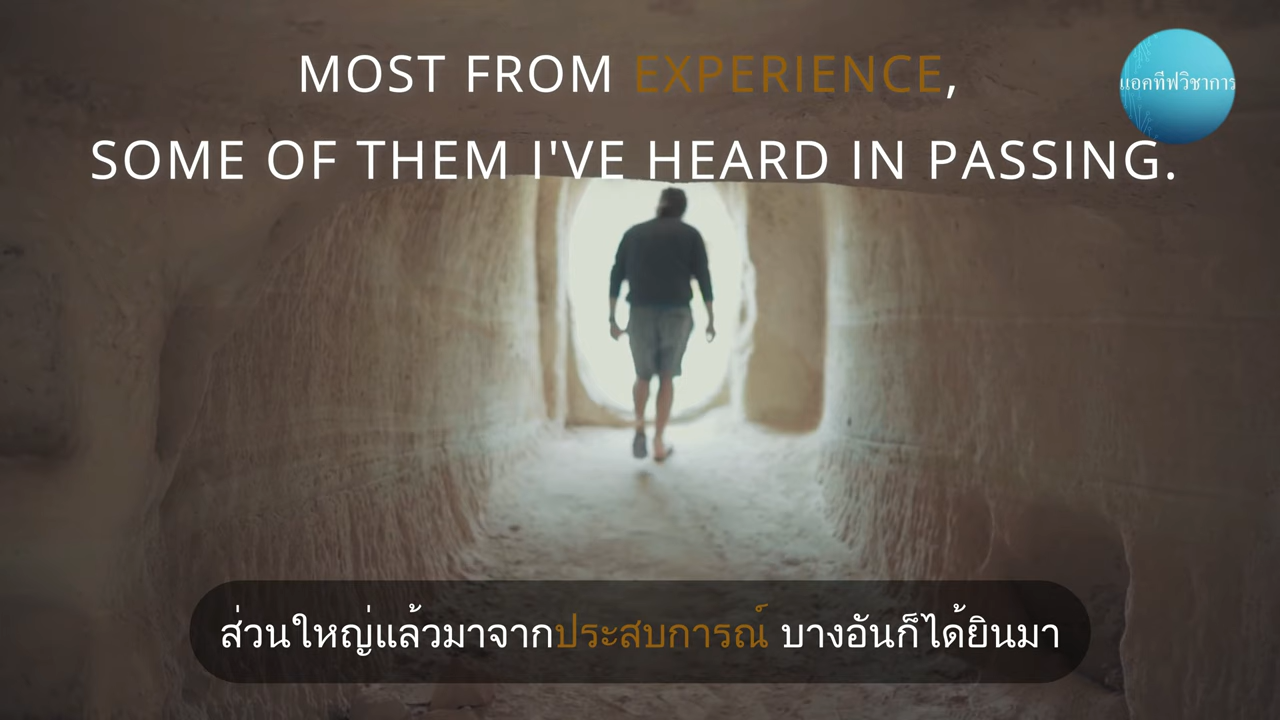 MOST FROM EXPERIENCE,
แอคทีฟวิชาการ
SOME OF THEM I'VE HEARD IN PASSING.
ส่วนใหญ่แล้วมาจากประสบการณ์ บางอันก็ได้ยินมา